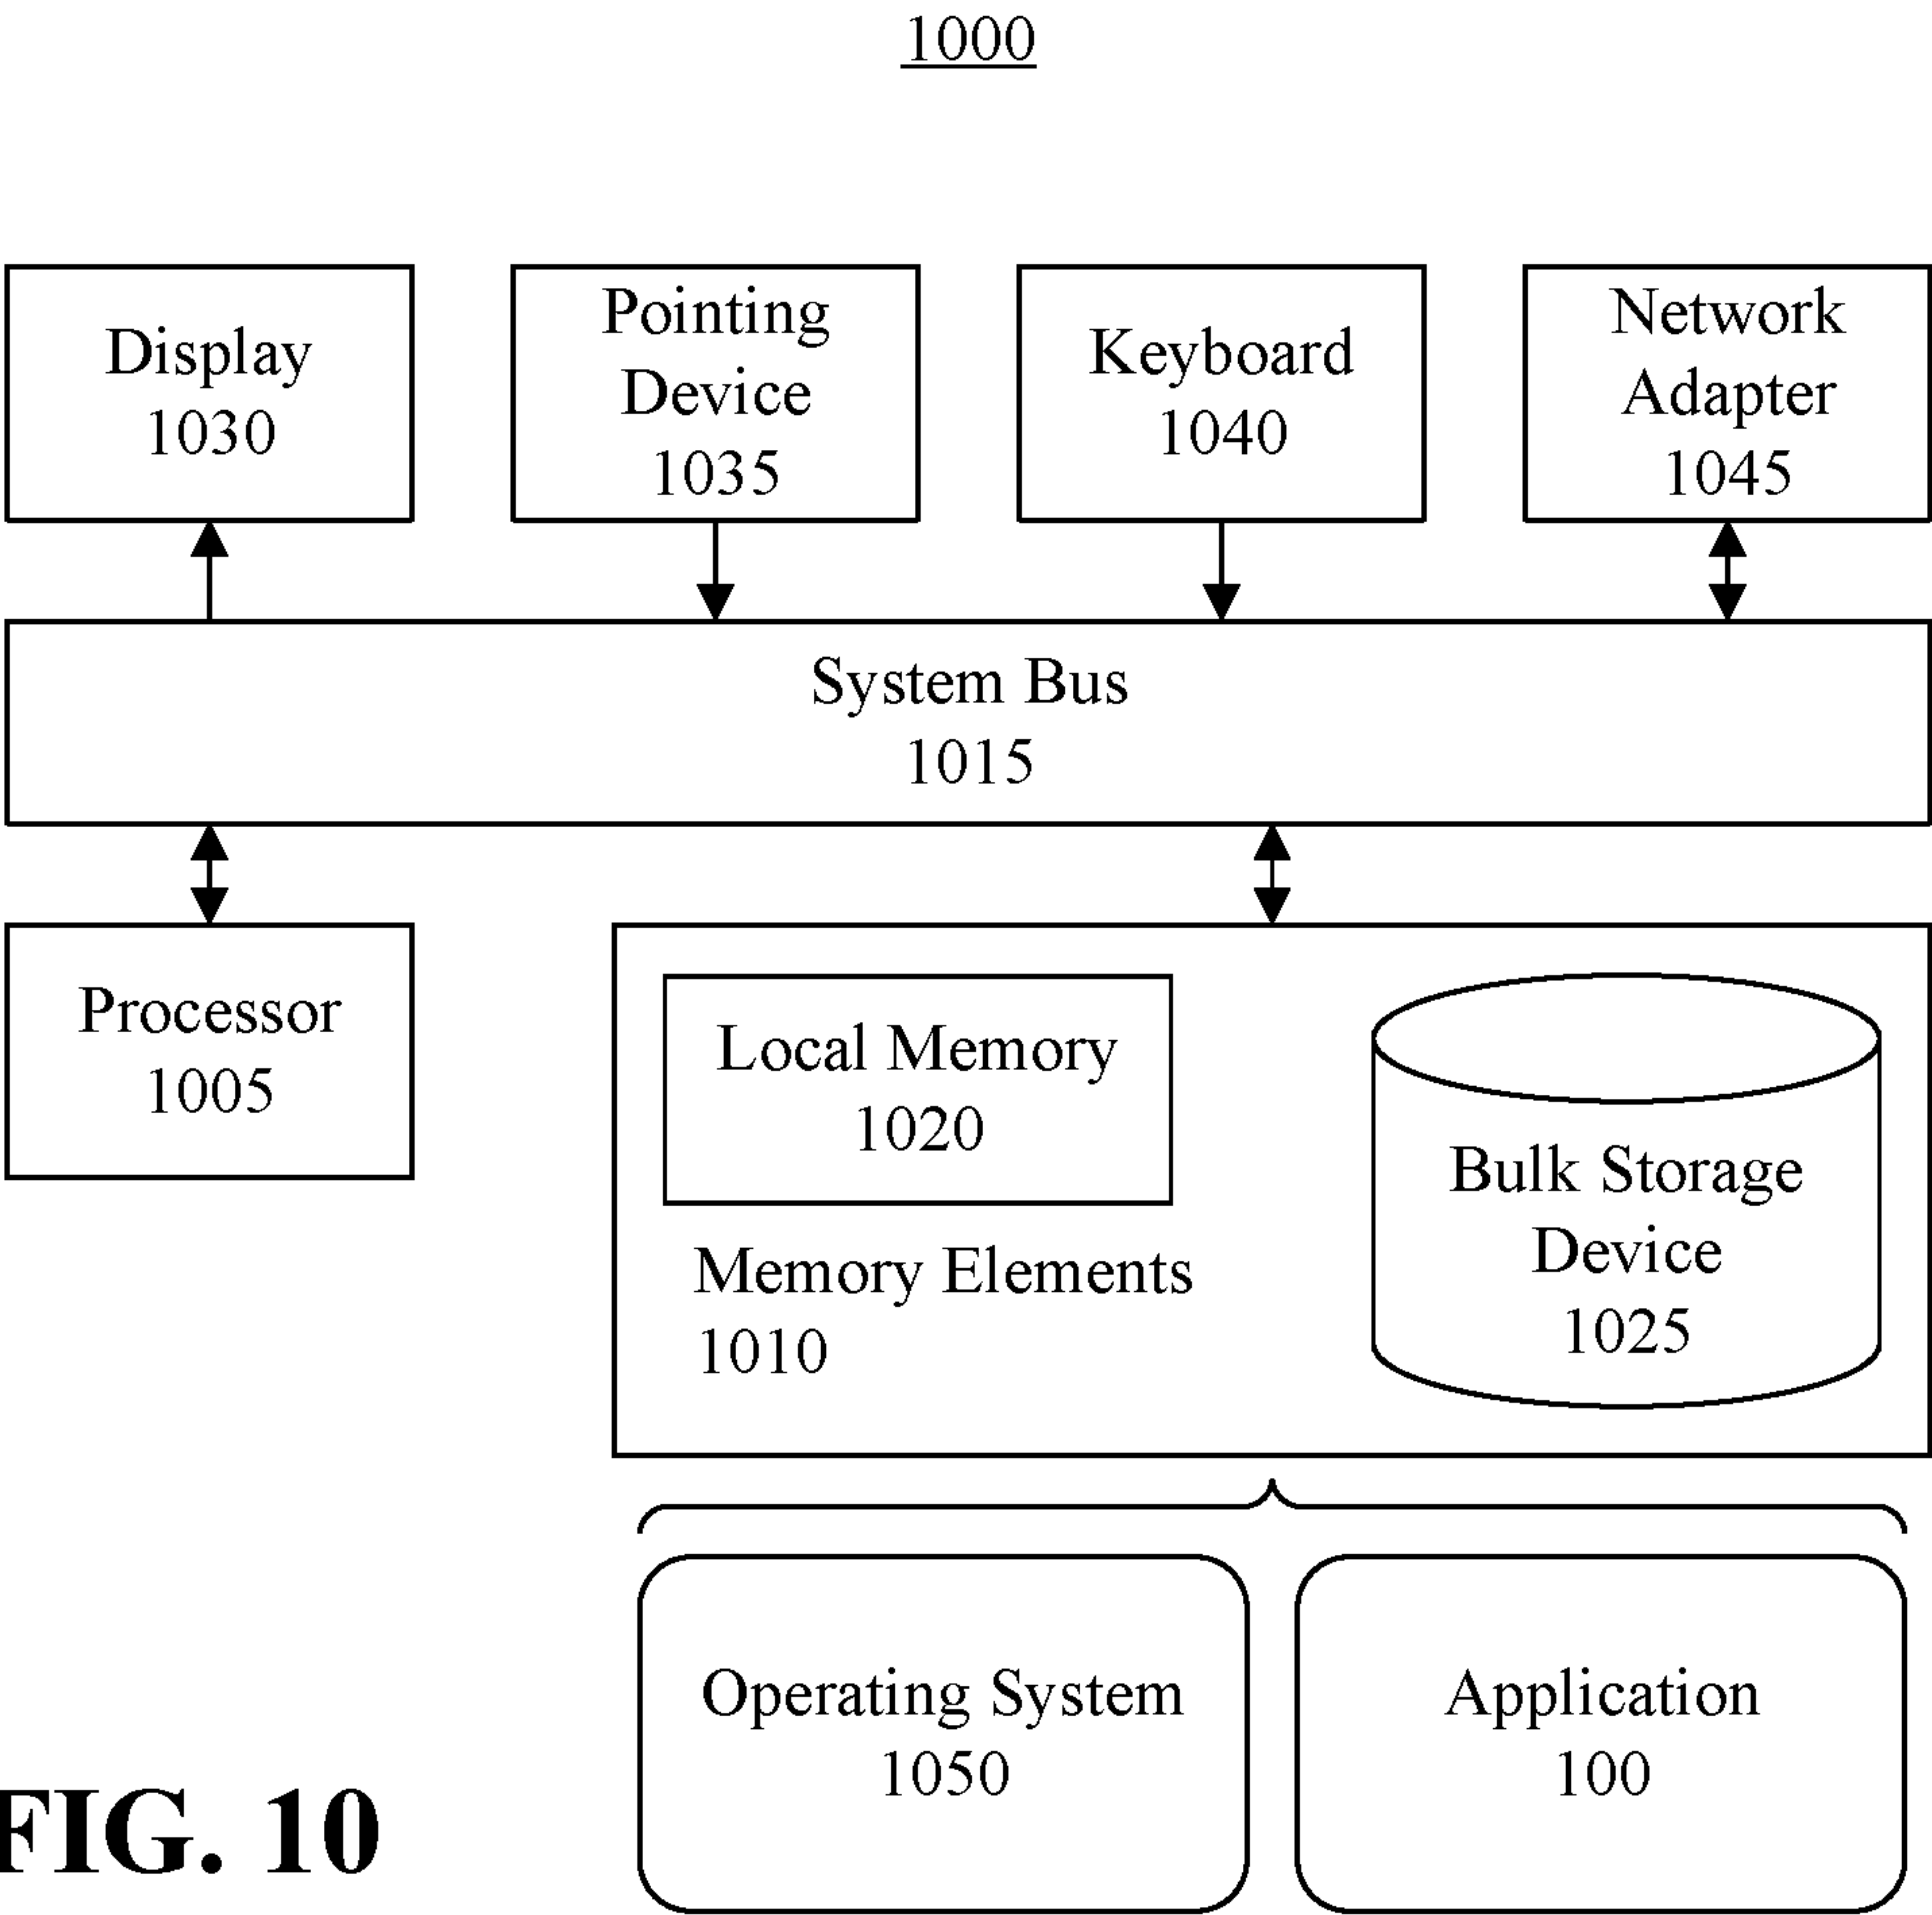 1000
Display
1030
Pointing
Device
1035
Keyboard
1040
Network
Adapter
1045
System Bus
1015
Processor
1005
Local Memory
1020
Memory Elements
1010
Bulk Storage
Device
1025
Operating System
1050
Application
100
FIG. 10